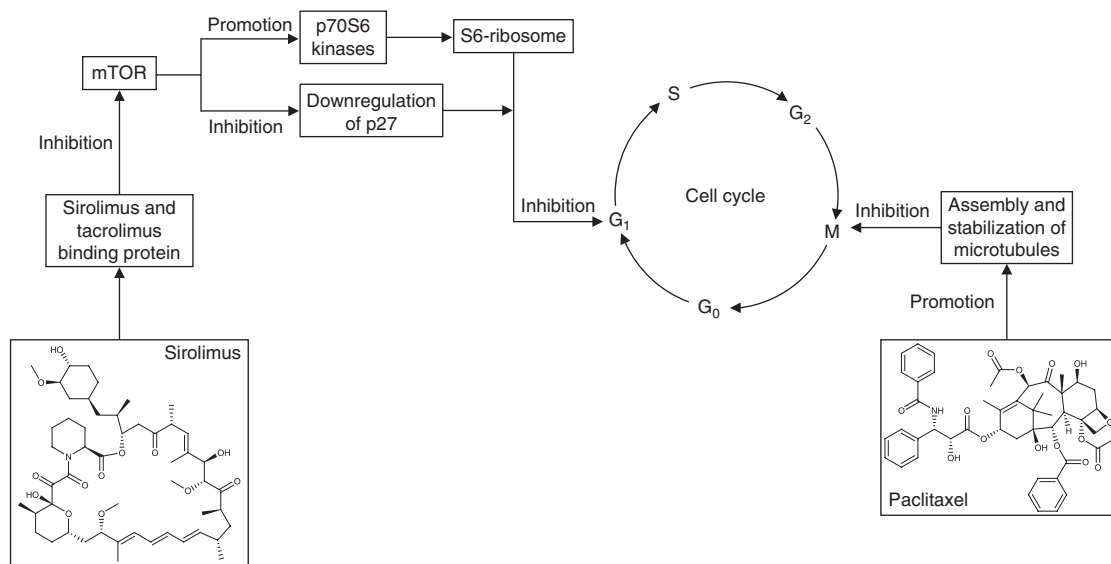 Promotion
p70S6
kinases
S6-ribosome
mTOR
Inhibition
Downregulation
of p27
Inhibition
Sirolimus and
tacrolimus
binding protein
Inhibition
S
G2
Cell cycle
G1
M
G0
Inhibition
Assembly and
stabilization of
microtubules
Promotion
Sirolimus
HO
O
N
O
O
O
O
OH
O
O
O
O
HO
O
O
Paclitaxel
O
O
O
OH
O
NH
O
O
OH
O
H
OH
O
O
O
O
O